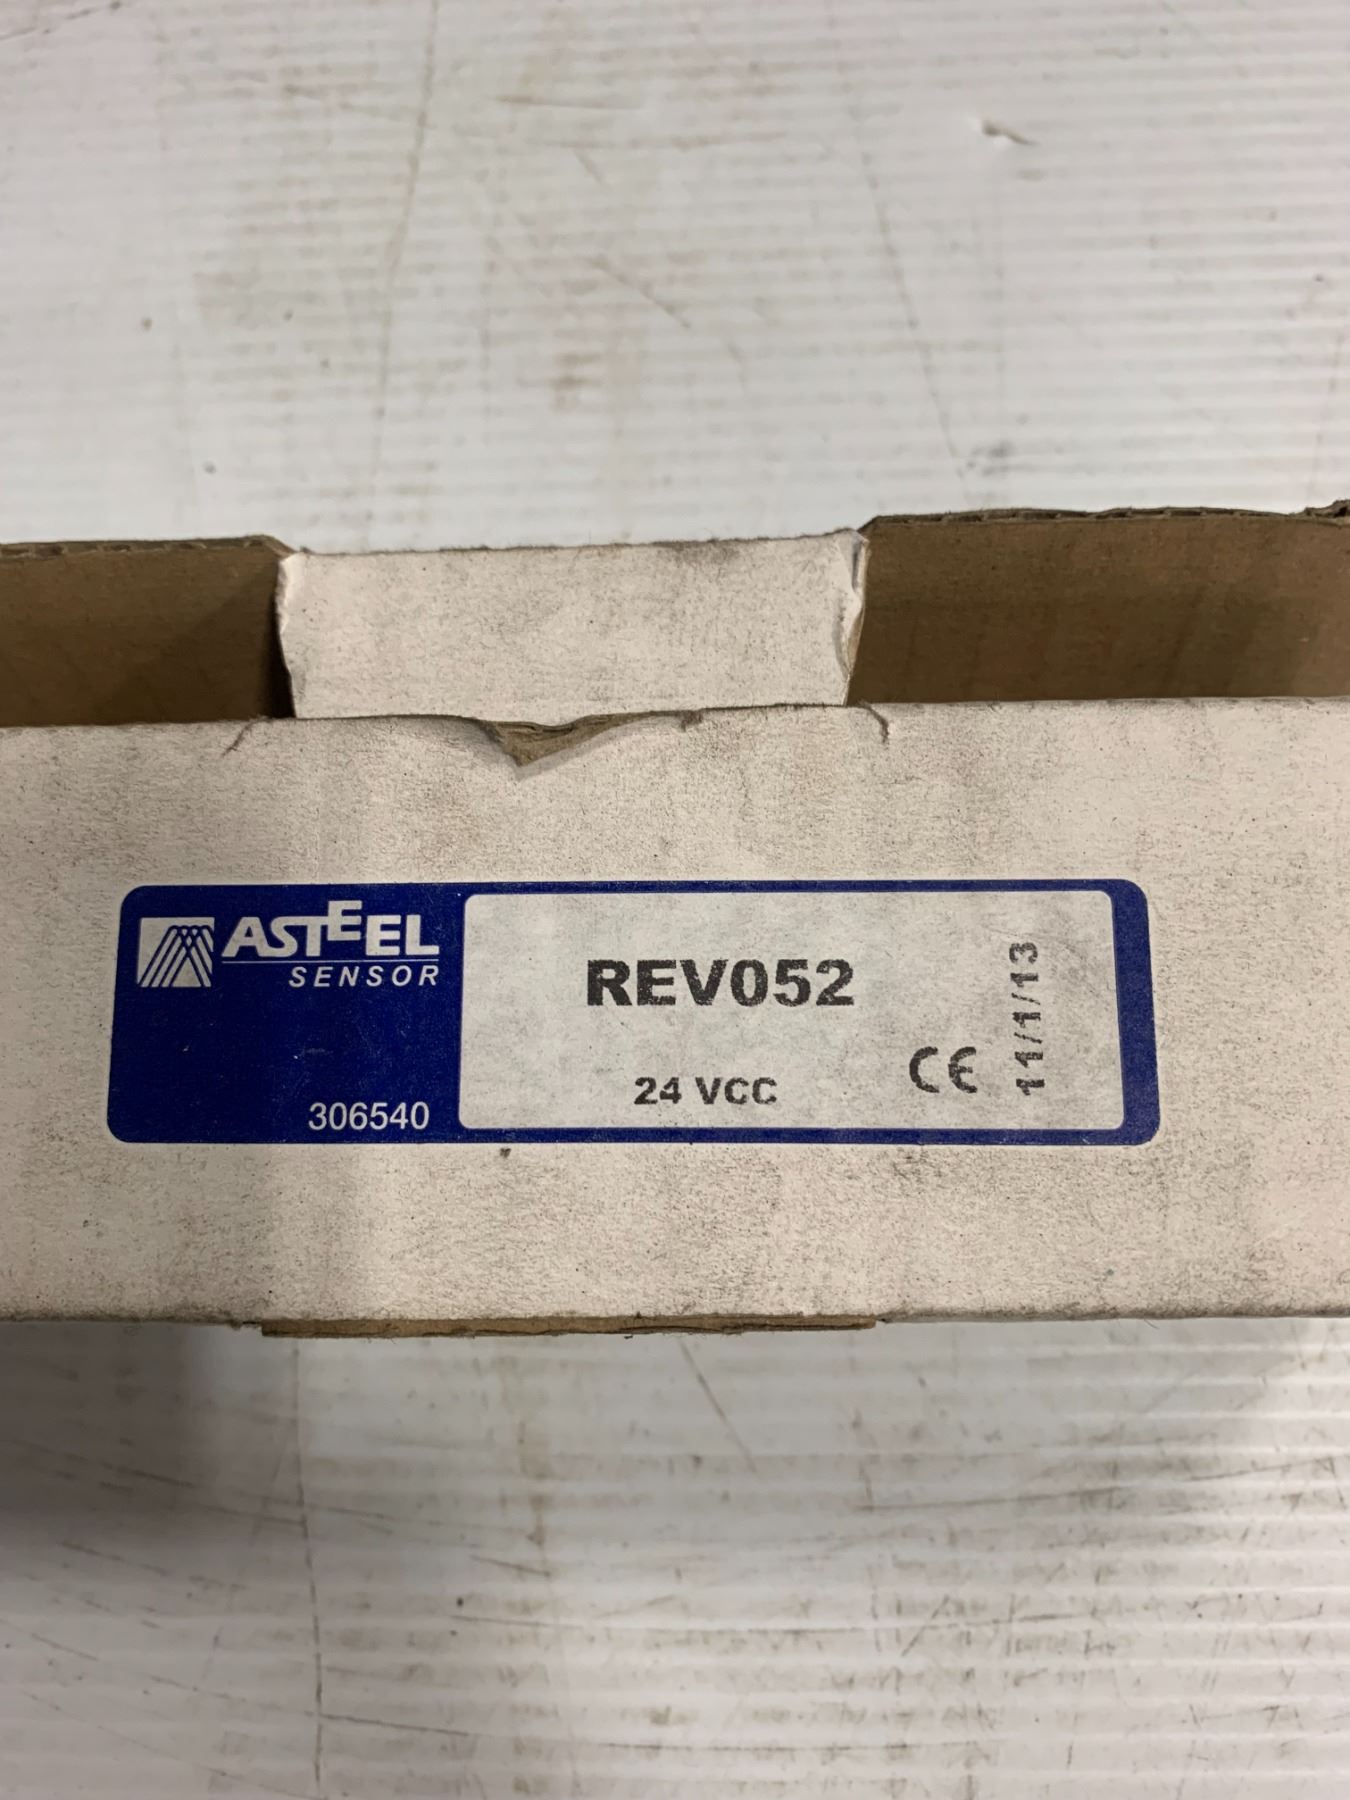 ASTEEL
SENSOR
306540
REV052
24 VCC
CE
11/1/13